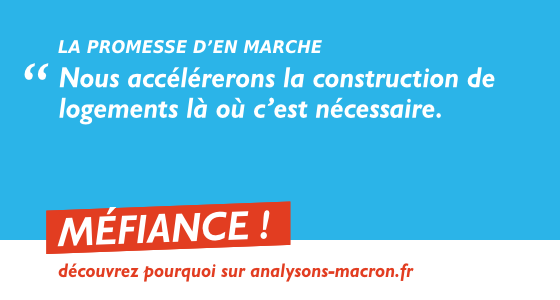 LA PROMESSE D’EN MARCHE
“ Nous accélérerons la construction de
logements là où c’est nécessaire.
MÉFIANCE !
découvrez pourquoi sur analysons-macron.fr